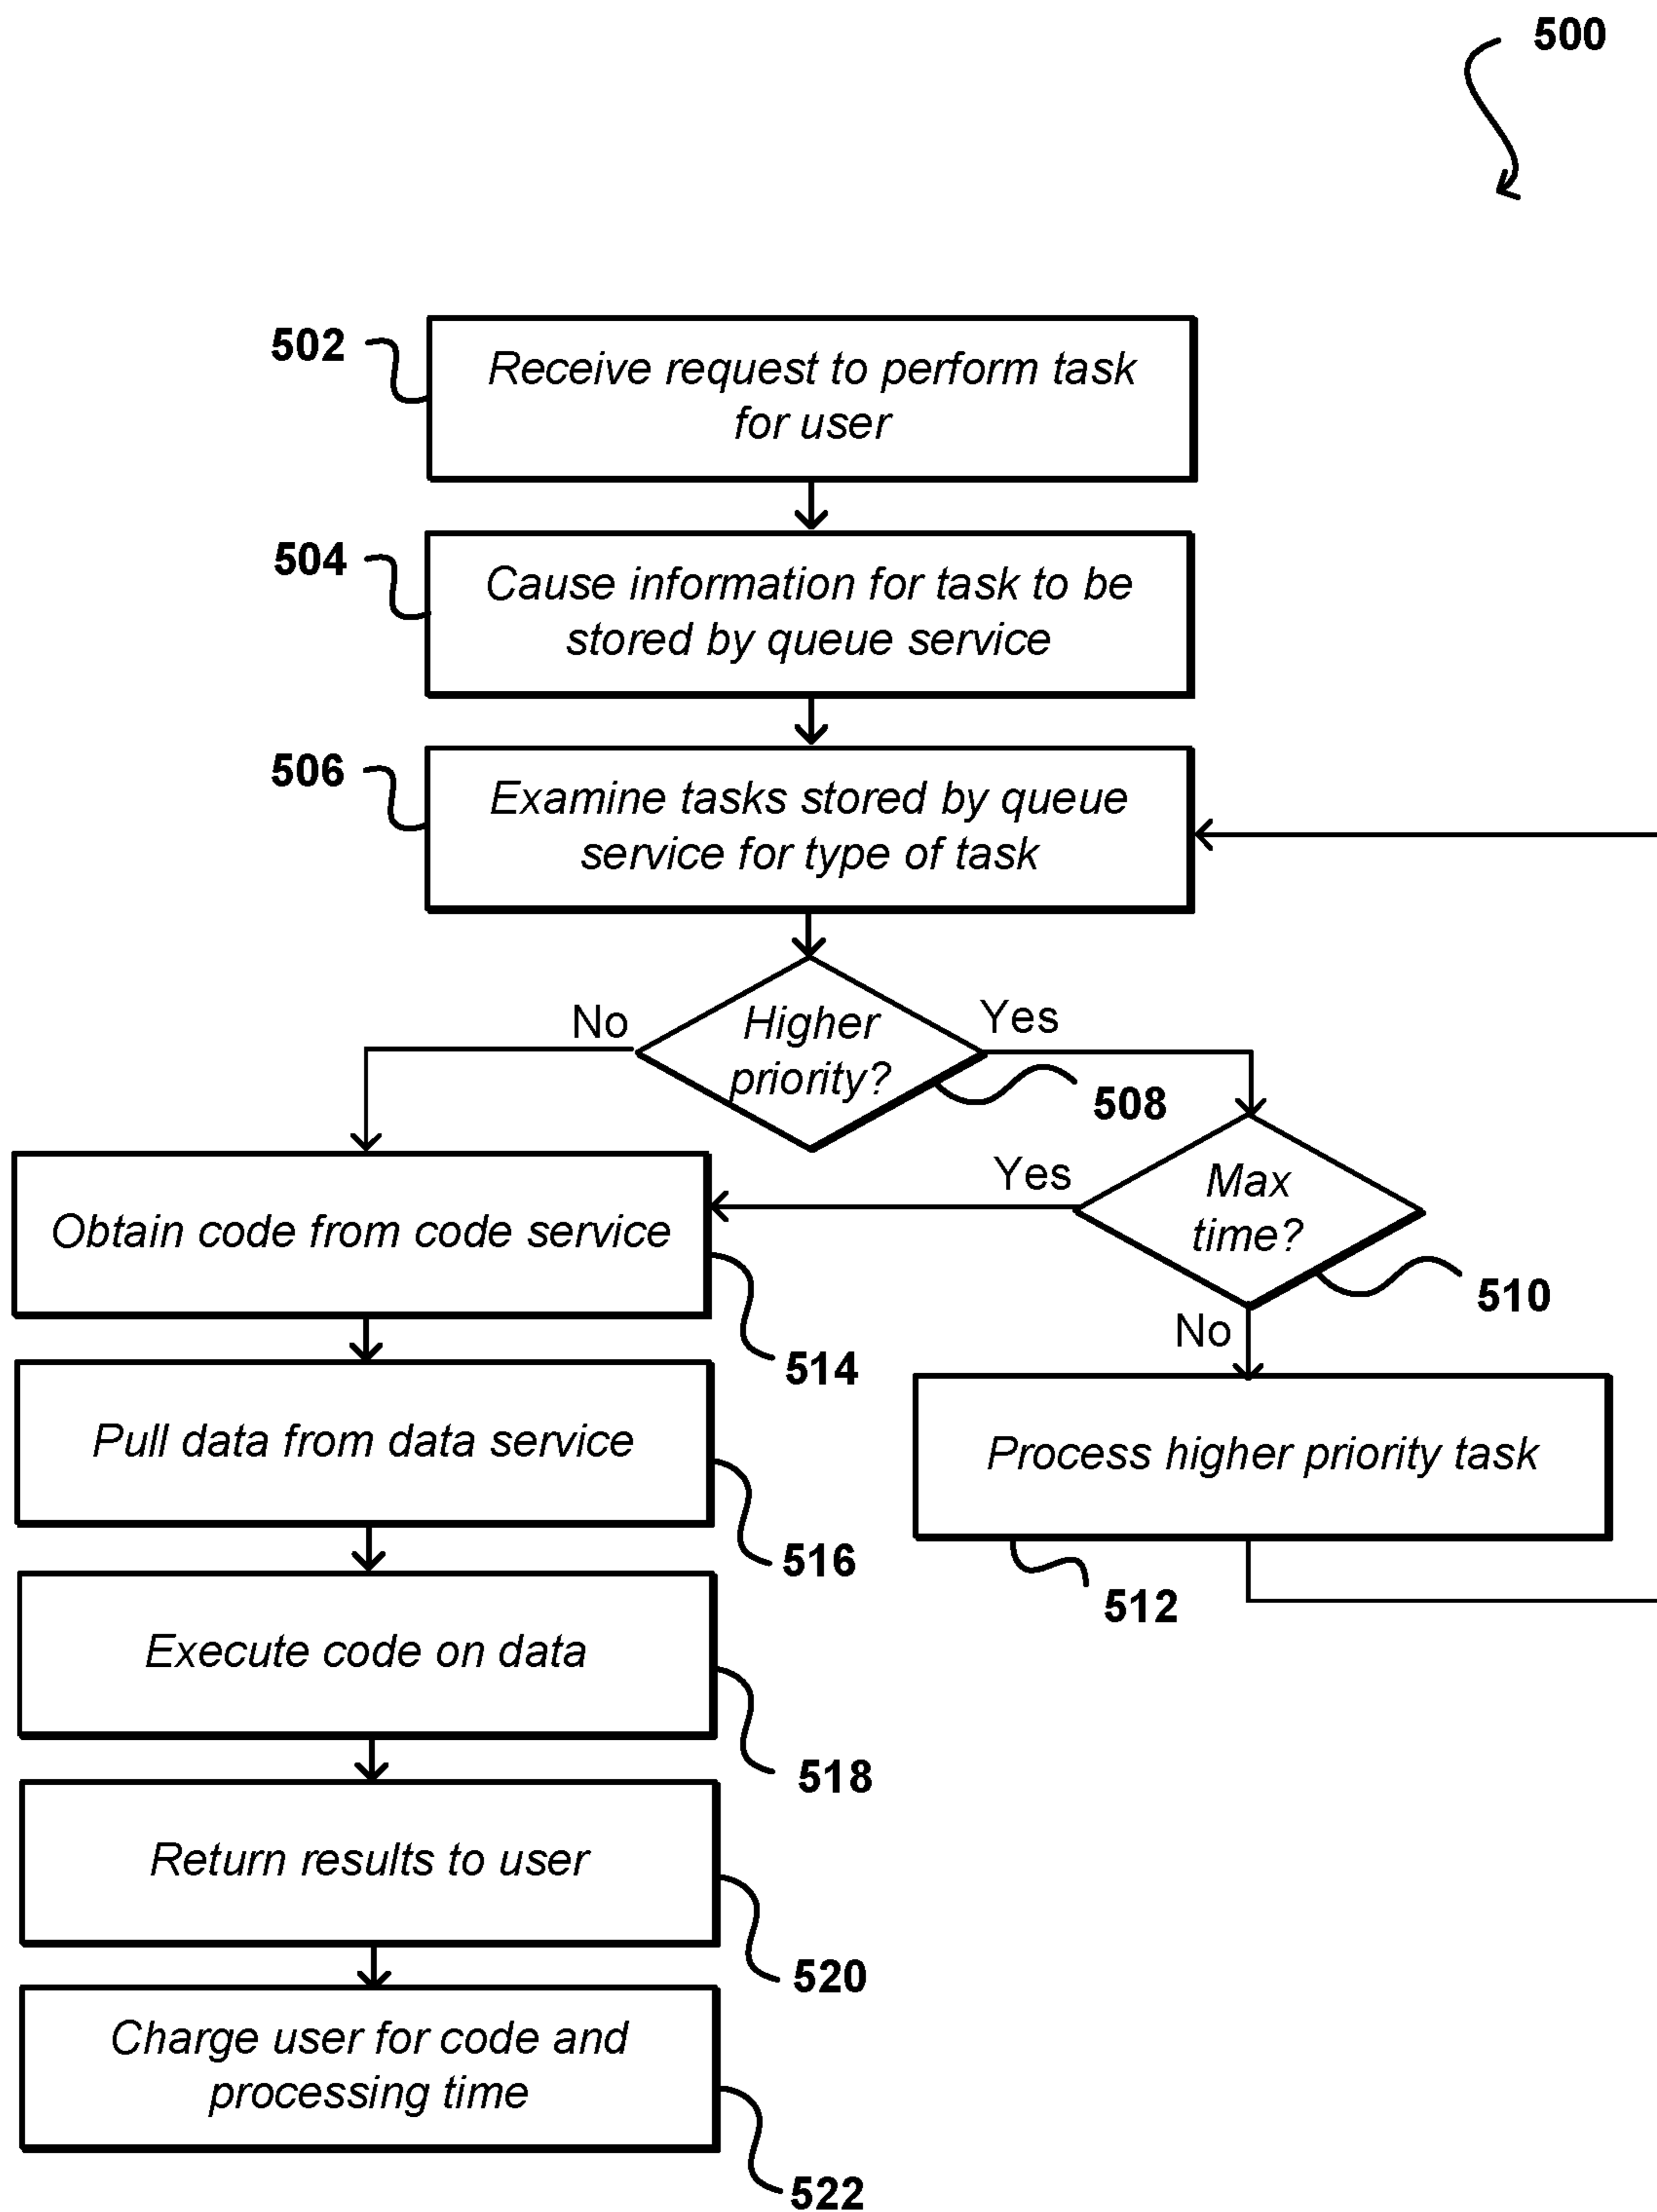 500
502
Receive request to perform task
for user
504
Cause information for task to be
stored by queue service
506
Examine tasks stored by queue
service for type of task
No
Higher
priority?
Yes
508
Yes
Max
time?
510
No
Obtain code from code service
514
Process higher priority task
512
Pull data from data service
516
Execute code on data
518
Return results to user
520
Charge user for code and
processing time
522